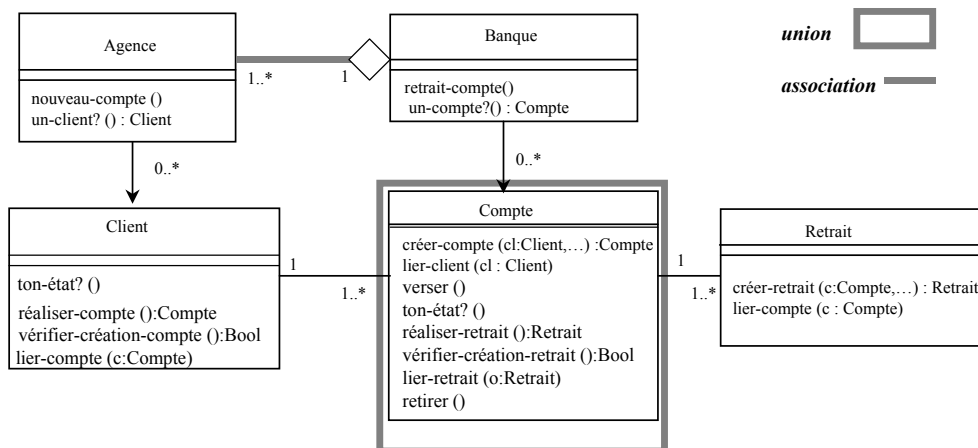 Agence
1..*
nouveau-compte ()
un-client? () : Client
0..*
1
Banque
retrait-compte()
un-compte?() : Compte
0..*
union
association
Client
ton-état? ()
réaliser-compte ():Compte
vérifier-création-compte ():Bool
lier-compte (c:Compte)
1
1..*
Compte
créer-compte (cl:Client,…) :Compte
lier-client (cl : Client)
verser ()
ton-état? ()
réaliser-retrait ():Retrait
vérifier-création-retrait ():Bool
lier-retrait (o:Retrait)
retirer ()
1
1..*
Retrait
créer-retrait (c:Compte,…) : Retrait
lier-compte (c : Compte)